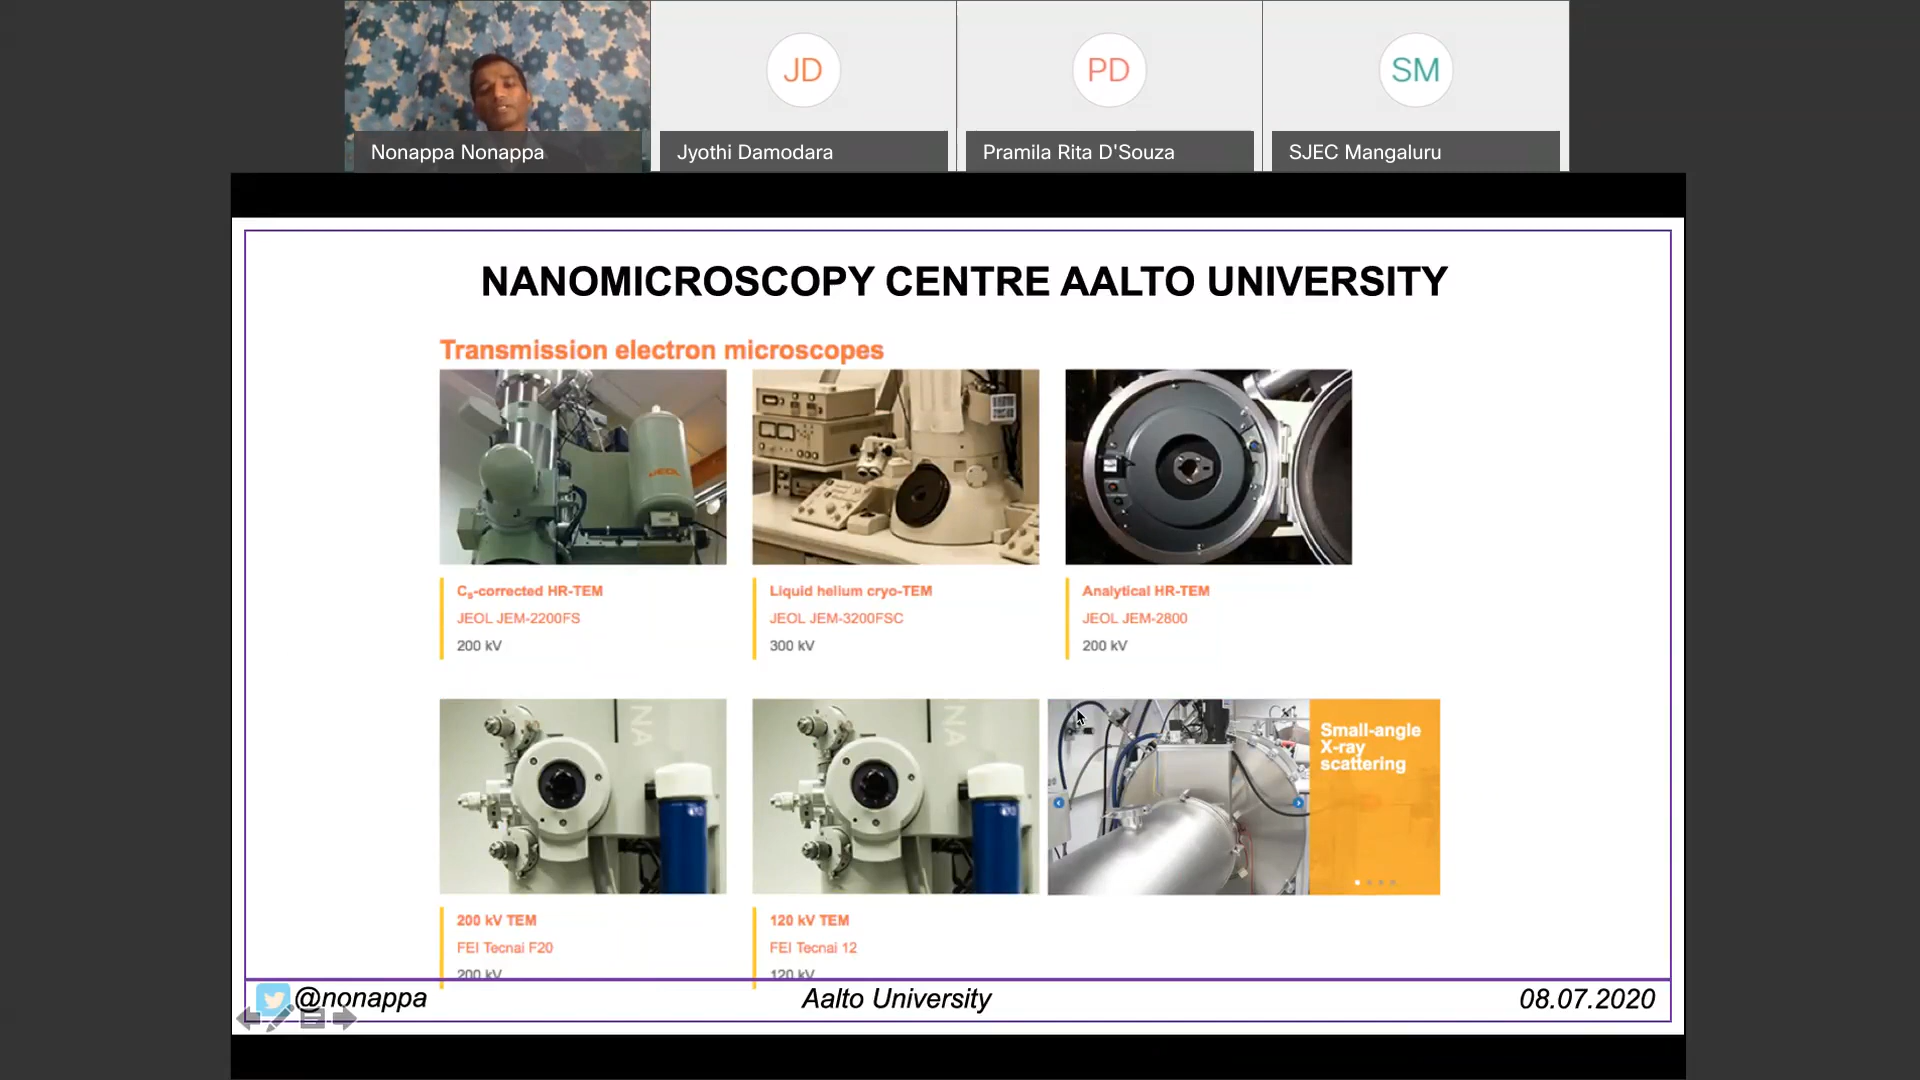 JD
PD
SM
Nonappa Nonappa
Jyothi Damodara
Pramila Rita D'Souza
SJEC Mangaluru
NANOMICROSCOPY CENTRE AALTO UNIVERSITY
Transmission electron microscopes
JEOL
Cs-corrected HR-TEM
JEOL JEM-2200FS
200 kV
Liquid helium cryo-TEM
JEOL JEM-3200FSC
300 kV
Analytical HR-TEM
JEOL JEM-2800
200 kV
NA
NA
Small-angle
X-ray
scattering
200 kV TEM
FEI Tecnai F20
200 kV
120 kV TEM
FEI Tecnai 12
120 kV
@nonappa
Aalto University
08.07.2020